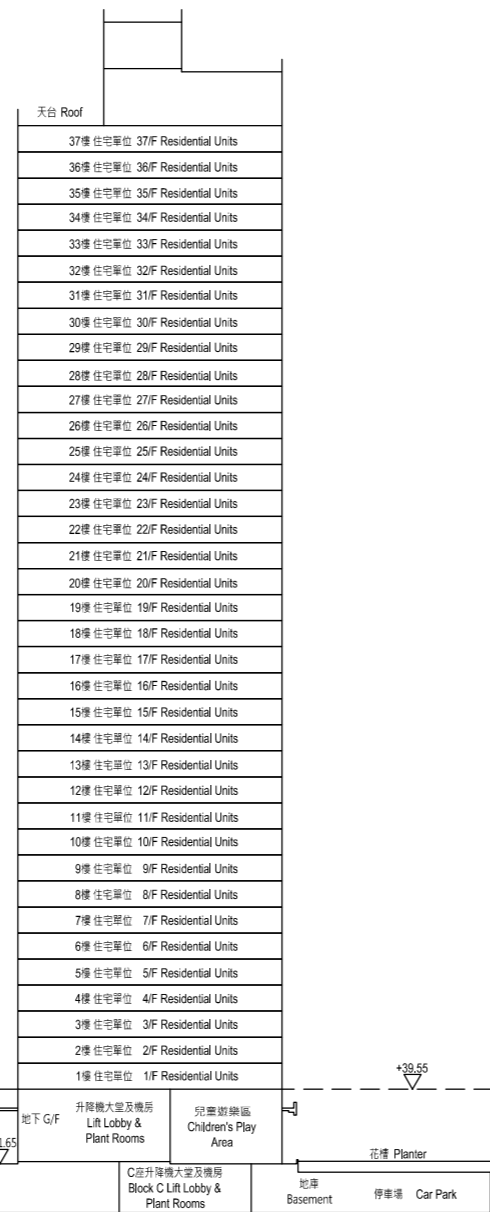 天台 Roof
37樓 住宅單位 37/F Residential Units
36樓 住宅單位 36/F Residential Units
35樓 住宅單位 35/F Residential Units
34樓 住宅單位 34/F Residential Units
33樓 住宅單位 33/F Residential Units
32樓 住宅單位 32/F Residential Units
31樓 住宅單位 31/F Residential Units
30樓 住宅單位 30/F Residential Units
29樓 住宅單位 29/F Residential Units
28樓 住宅單位 28/F Residential Units
27樓 住宅單位 27/F Residential Units
26樓 住宅單位 26/F Residential Units
25樓 住宅單位 25/F Residential Units
24樓 住宅單位 24/F Residential Units
23樓 住宅單位 23/F Residential Units
22樓 住宅單位 22/F Residential Units
21樓 住宅單位 21/F Residential Units
20樓 住宅單位 20/F Residential Units
19樓 住宅單位 19/F Residential Units
18樓 住宅單位 18/F Residential Units
17樓 住宅單位 17/F Residential Units
16樓 住宅單位 16/F Residential Units
15樓 住宅單位 15/F Residential Units
14樓 住宅單位 14/F Residential Units
13樓 住宅單位 13/F Residential Units
12樓 住宅單位 12/F Residential Units
11樓 住宅單位 11/F Residential Units
10樓 住宅單位 10/F Residential Units
9樓 住宅單位 9/F Residential Units
8樓 住宅單位 8/F Residential Units
7樓 住宅單位 7/F Residential Units
6樓 住宅單位 6/F Residential Units
5樓 住宅單位 5/F Residential Units
4樓 住宅單位 4/F Residential Units
3樓 住宅單位 3/F Residential Units
2樓 住宅單位 2/F Residential Units
1樓 住宅單位 1/F Residential Units
+39.55
地下 G/F
升降機大堂及機房
Lift Lobby &
Plant Rooms
兒童遊樂區
Children's Play
Area
1.65
花槽 Planter
C座升降機大堂及機房
Block C Lift Lobby &
Plant Rooms
地庫
Basement
停車場 Car Park